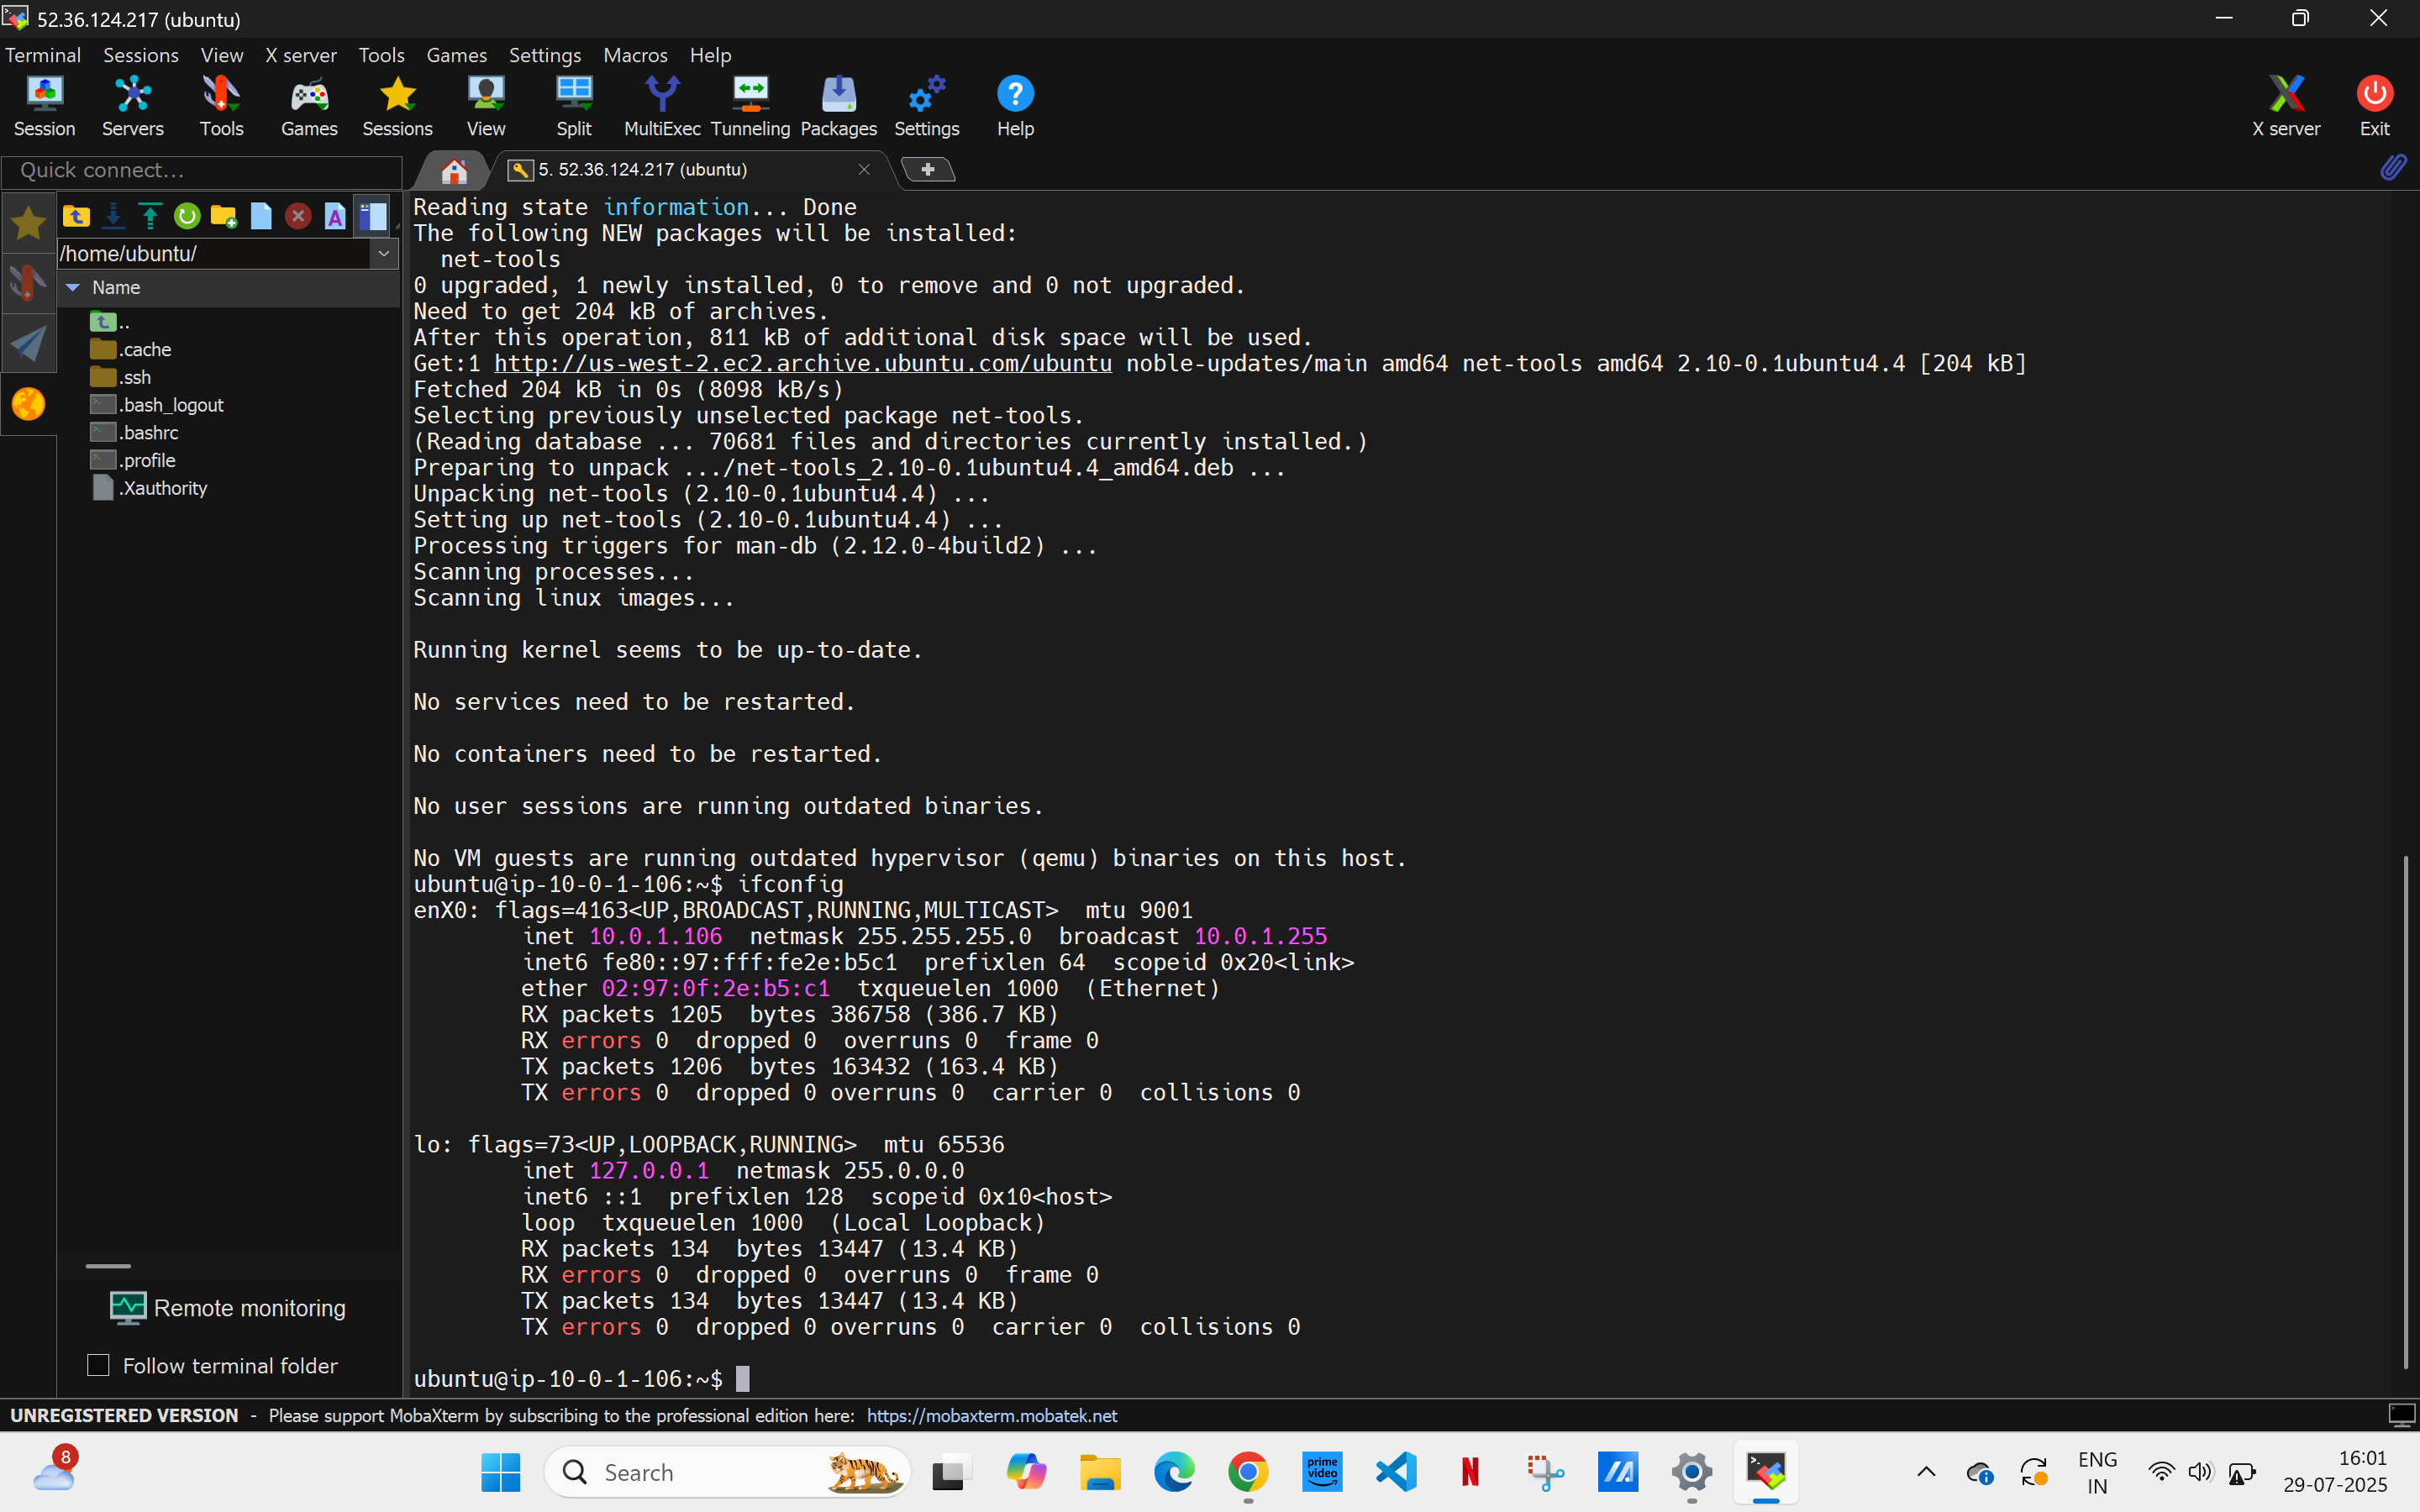 52.36.124.217 (ubuntu)
Terminal Sessions View X server Tools Games Settings Macros Help
Session Servers Tools Games Sessions View Split MultiExec Tunneling Packages Settings Help X server Exit
Quick connect...
5. 52.36.124.217 (ubuntu)
/home/ubuntu/
Name
..
.cache
.ssh
.bash_logout
.bashrc
.profile
.Xauthority
Remote monitoring
Follow terminal folder
Reading state information... Done
The following NEW packages will be installed:
  net-tools
0 upgraded, 1 newly installed, 0 to remove and 0 not upgraded.
Need to get 204 kB of archives.
After this operation, 811 kB of additional disk space will be used.
Get:1 http://us-west-2.ec2.archive.ubuntu.com/ubuntu noble-updates/main amd64 net-tools amd64 2.10-0.1ubuntu4.4 [204 kB]
Fetched 204 kB in 0s (8098 kB/s)
Selecting previously unselected package net-tools.
(Reading database ... 70681 files and directories currently installed.)
Preparing to unpack .../net-tools_2.10-0.1ubuntu4.4_amd64.deb ...
Unpacking net-tools (2.10-0.1ubuntu4.4) ...
Setting up net-tools (2.10-0.1ubuntu4.4) ...
Processing triggers for man-db (2.12.0-4build2) ...
Scanning processes...
Scanning linux images...
Running kernel seems to be up-to-date.
No services need to be restarted.
No containers need to be restarted.
No user sessions are running outdated binaries.
No VM guests are running outdated hypervisor (qemu) binaries on this host.
ubuntu@ip-10-0-1-106:~$ ifconfig
enX0: flags=4163<UP,BROADCAST,RUNNING,MULTICAST>  mtu 9001
        inet 10.0.1.106  netmask 255.255.255.0  broadcast 10.0.1.255
        inet6 fe80::97:fff:fe2e:b5c1  prefixlen 64  scopeid 0x20<link>
        ether 02:97:0f:2e:b5:c1  txqueuelen 1000  (Ethernet)
        RX packets 1205  bytes 386758 (386.7 KB)
        RX errors 0  dropped 0  overruns 0  frame 0
        TX packets 1206  bytes 163432 (163.4 KB)
        TX errors 0  dropped 0 overruns 0  carrier 0  collisions 0
lo: flags=73<UP,LOOPBACK,RUNNING>  mtu 65536
        inet 127.0.0.1  netmask 255.0.0.0
        inet6 ::1  prefixlen 128  scopeid 0x10<host>
        loop  txqueuelen 1000  (Local Loopback)
        RX packets 134  bytes 13447 (13.4 KB)
        RX errors 0  dropped 0  overruns 0  frame 0
        TX packets 134  bytes 13447 (13.4 KB)
        TX errors 0  dropped 0 overruns 0  carrier 0  collisions 0
ubuntu@ip-10-0-1-106:~$
UNREGISTERED VERSION - Please support MobaXterm by subscribing to the professional edition here: https://mobaxterm.mobatek.net
8
Search
prime video
N
ENG
IN
16:01
29-07-2025